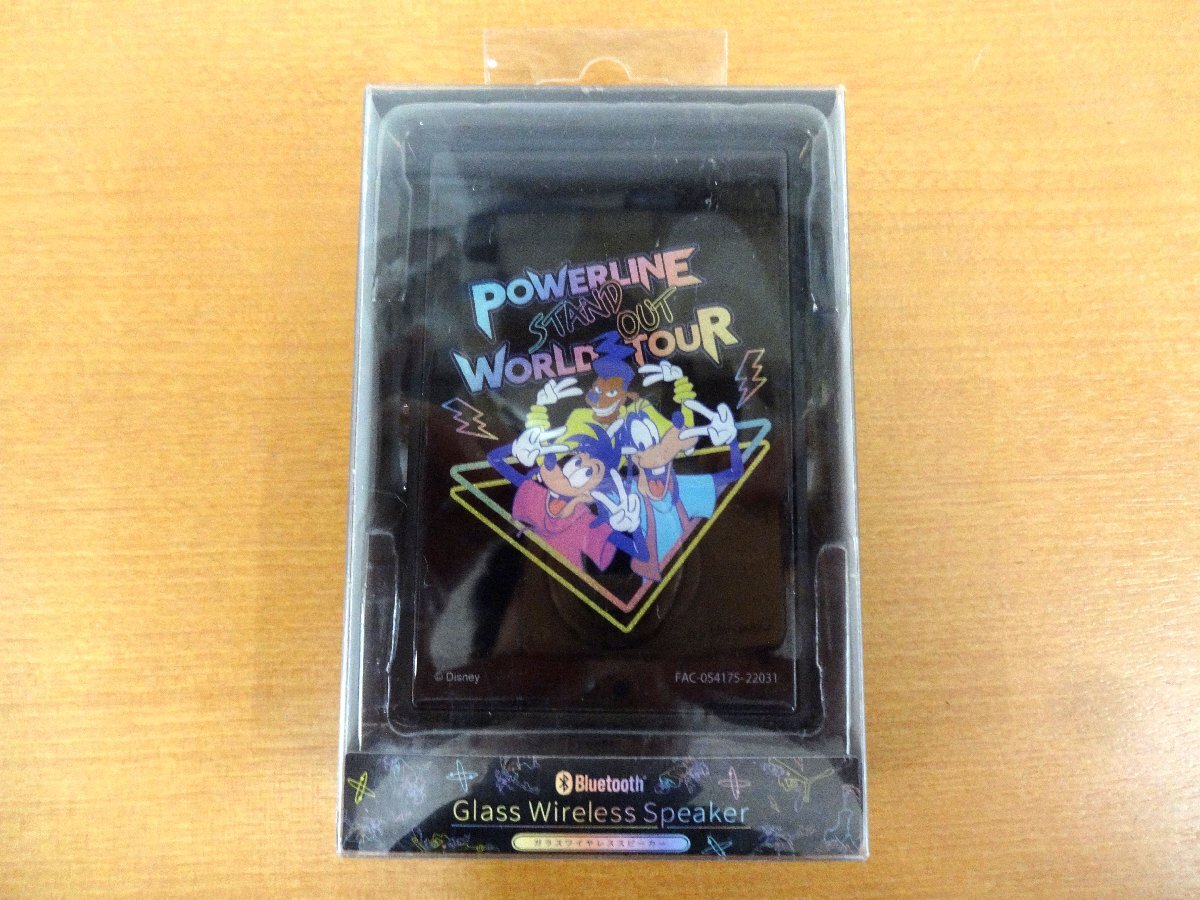 POWERLINE
STAND OUT
WORLD TOUR
© Disney
FAC-054175-22031
Bluetooth®
Glass Wireless Speaker
ガラスワイヤレススピーカー